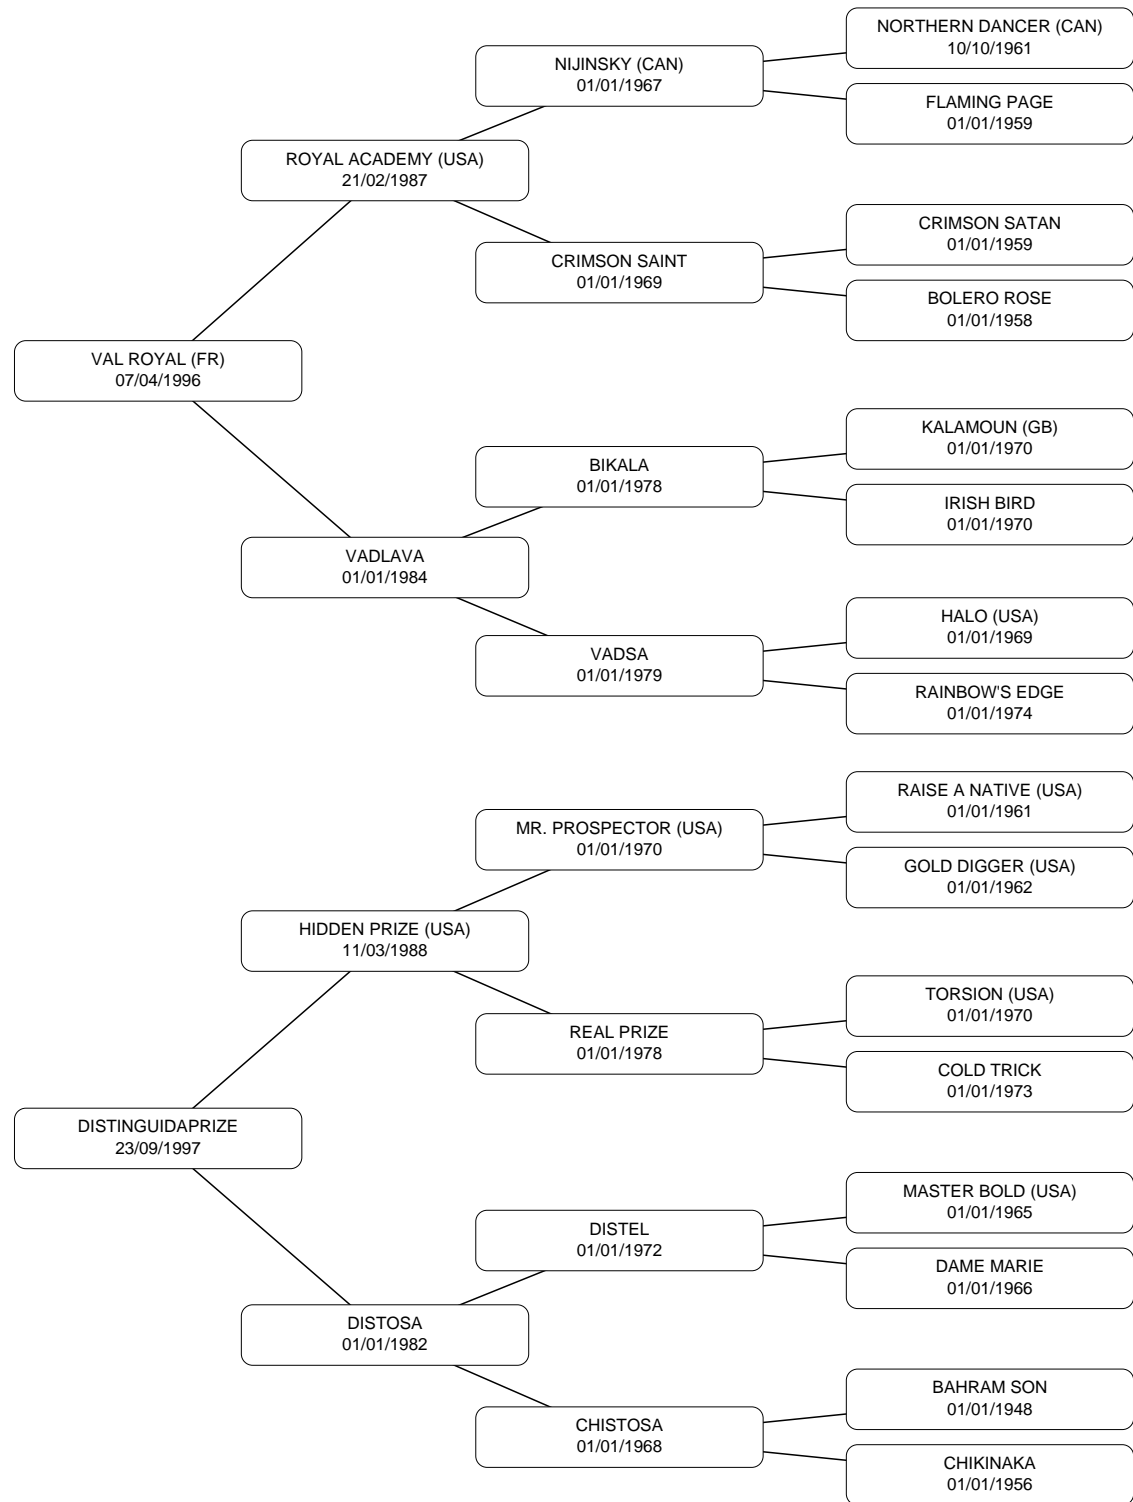 NORTHERN DANCER (CAN)
10/10/1961
NIJINSKY (CAN)
01/01/1967
FLAMING PAGE
01/01/1959
ROYAL ACADEMY (USA)
21/02/1987
CRIMSON SATAN
01/01/1959
CRIMSON SAINT
01/01/1969
BOLERO ROSE
01/01/1958
VAL ROYAL (FR)
07/04/1996
KALAMOUN (GB)
01/01/1970
BIKALA
01/01/1978
IRISH BIRD
01/01/1970
VADLAVA
01/01/1984
HALO (USA)
01/01/1969
VADSA
01/01/1979
RAINBOW'S EDGE
01/01/1974
RAISE A NATIVE (USA)
01/01/1961
MR. PROSPECTOR (USA)
01/01/1970
GOLD DIGGER (USA)
01/01/1962
HIDDEN PRIZE (USA)
11/03/1988
TORSION (USA)
01/01/1970
REAL PRIZE
01/01/1978
COLD TRICK
01/01/1973
DISTINGUIDAPRIZE
23/09/1997
MASTER BOLD (USA)
01/01/1965
DISTEL
01/01/1972
DAME MARIE
01/01/1966
DISTOSA
01/01/1982
BAHRAM SON
01/01/1948
CHISTOSA
01/01/1968
CHIKINAKA
01/01/1956